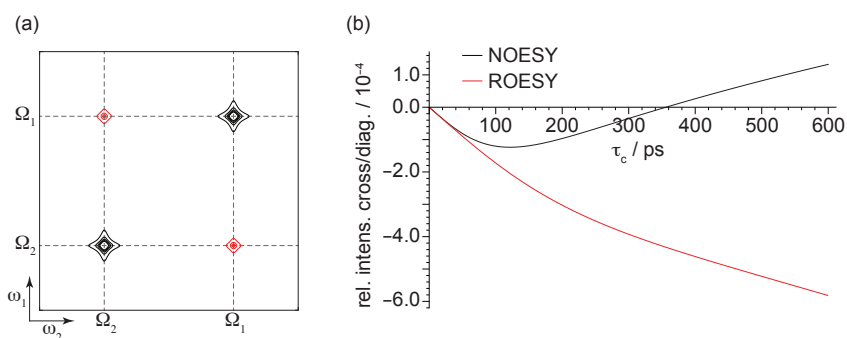 (a)
Ω₁
Ω₂
ω₁
Ω₂
Ω₁
ω₂
(b)
NOESY
ROESY
rel. intens. cross/diag. / 10⁻⁴
1.0
0.0
−2.0
−4.0
−6.0
100 200 300 400 500 600
τc / ps